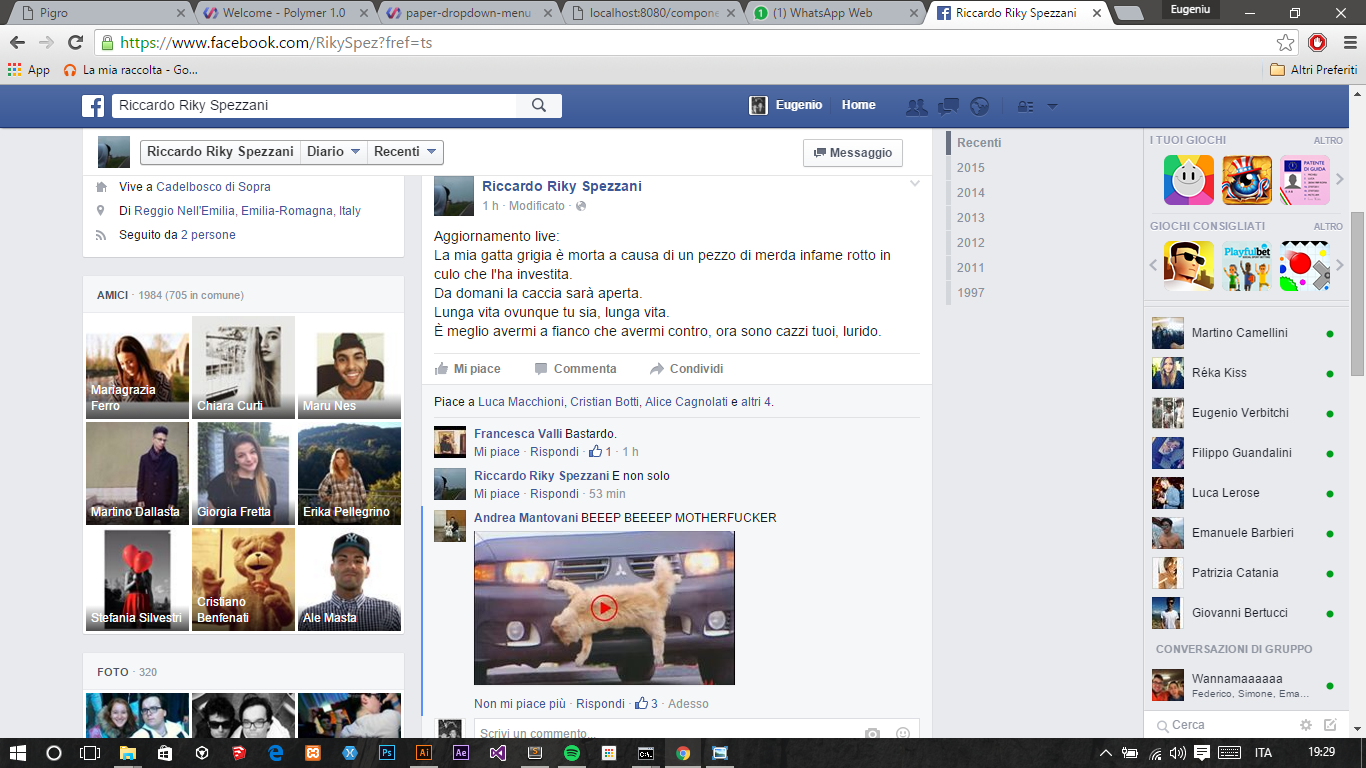 Pigro
Welcome - Polymer 1.0
paper-dropdown-menu
localhost:8080/compone
(1) WhatsApp Web
Riccardo Riky Spezzani
Eugeniu
https://www.facebook.com/RikySpez?fref=ts
App
La mia raccolta - Go...
Altri Preferiti
Riccardo Riky Spezzani
Eugenio
Home
Riccardo Riky Spezzani
Diario
Recenti
Messaggio
Vive a Cadelbosco di Sopra
Di Reggio Nell'Emilia, Emilia-Romagna, Italy
Seguito da 2 persone
AMICI · 1984 (705 in comune)
Mariagrazia
Ferro
Chiara Curti
Maru Nes
Martino Dallasta
Giorgia Fretta
Erika Pellegrino
Stefania Silvestri
Cristiano
Benfenati
Ale Masta
FOTO · 320
Riccardo Riky Spezzani
1 h · Modificato ·
Aggiornamento live:
La mia gatta grigia è morta a causa di un pezzo di merda infame rotto in
culo che l'ha investita.
Da domani la caccia sarà aperta.
Lunga vita ovunque tu sia, lunga vita.
È meglio avermi a fianco che avermi contro, ora sono cazzi tuoi, lurido.
Mi piace
Commenta
Condividi
Piace a Luca Macchioni, Cristian Botti, Alice Cagnolati e altri 4.
Francesca Valli Bastardo.
Mi piace · Rispondi · 1 · 1 h
Riccardo Riky Spezzani E non solo
Mi piace · Rispondi · 53 min
Andrea Mantovani BEEEP BEEEEP MOTHERFUCKER
Non mi piace più · Rispondi · 3 · Adesso
Scrivi un commento...
Recenti
2015
2014
2013
2012
2011
1997
I TUOI GIOCHI
ALTRO
PATENTE
DI GUIDA
GIOCHI CONSIGLIATI
ALTRO
Playfulbet
Martino Camellini
Rèka Kiss
Eugenio Verbitchi
Filippo Guandalini
Luca Lerose
Emanuele Barbieri
Patrizia Catania
Giovanni Bertucci
CONVERSAZIONI DI GRUPPO
Wannamaaaaaa
Federico, Simone, Ema...
Cerca
Ps
Ai
Ae
ITA
19:29